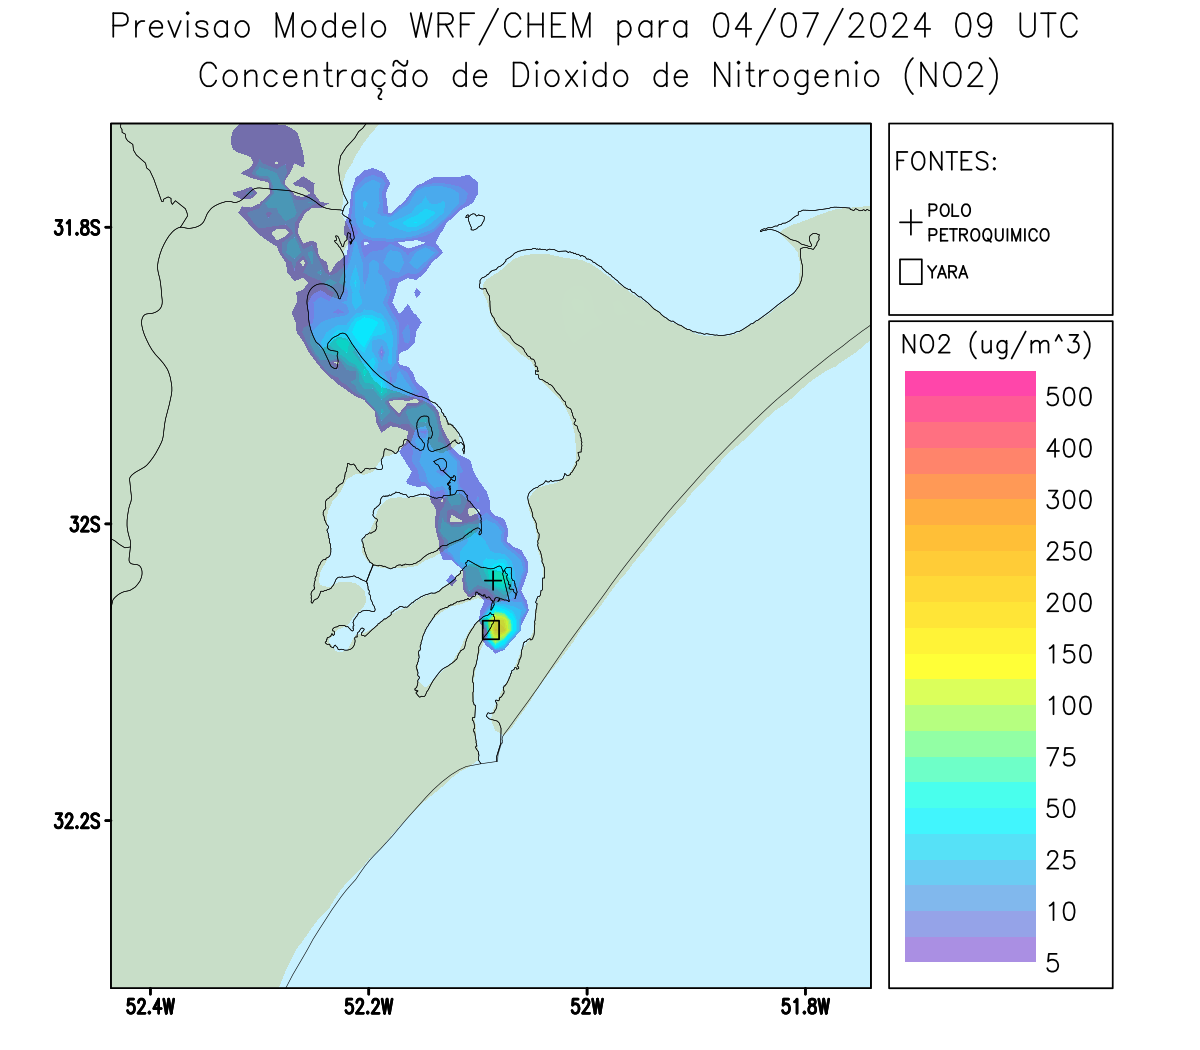 Previsao Modelo WRF/CHEM para 04/07/2024 09 UTC
Concentração de Dioxido de Nitrogenio (NO2)
FONTES:
POLO
PETROQUIMICO
YARA
NO2 (ug/m^3)
500
400
300
250
200
150
100
75
50
25
10
5
31.8S
32S
32.2S
52.4W
52.2W
52W
51.8W